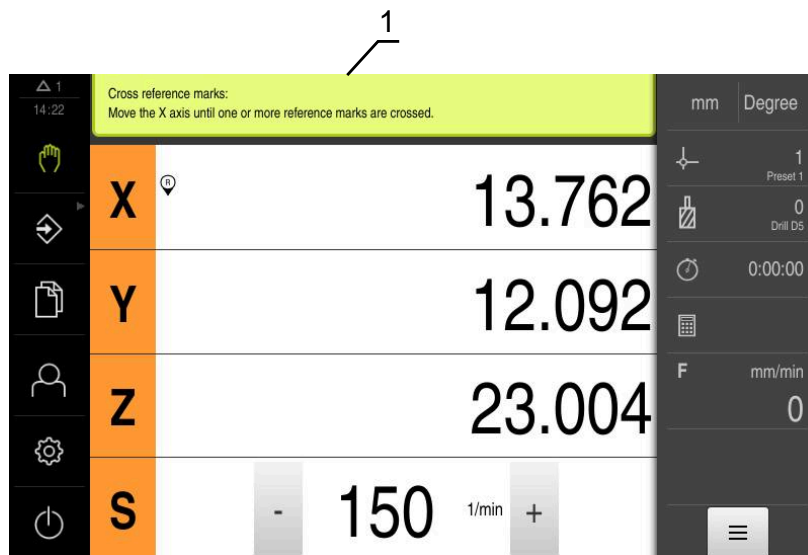 1
1
14:22
Cross reference marks:
Move the X axis until one or more reference marks are crossed.
mm Degree
X R 13.762
1
Preset 1
0
Drill D5
Y 12.092
0:00:00
Z 23.004
F mm/min
0
S - 150 1/min +